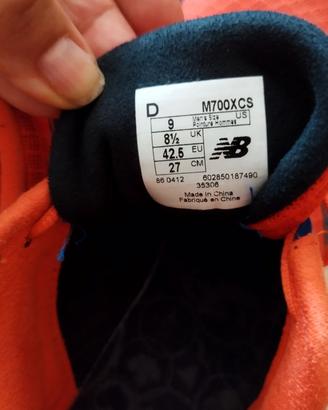 D M700XCS
9 Men's Size US
Pointure Hommes
8½ UK
42.5 EU
27 CM
NB
86 0412 602850187490
35306
Made in China
Fabriqué en Chine